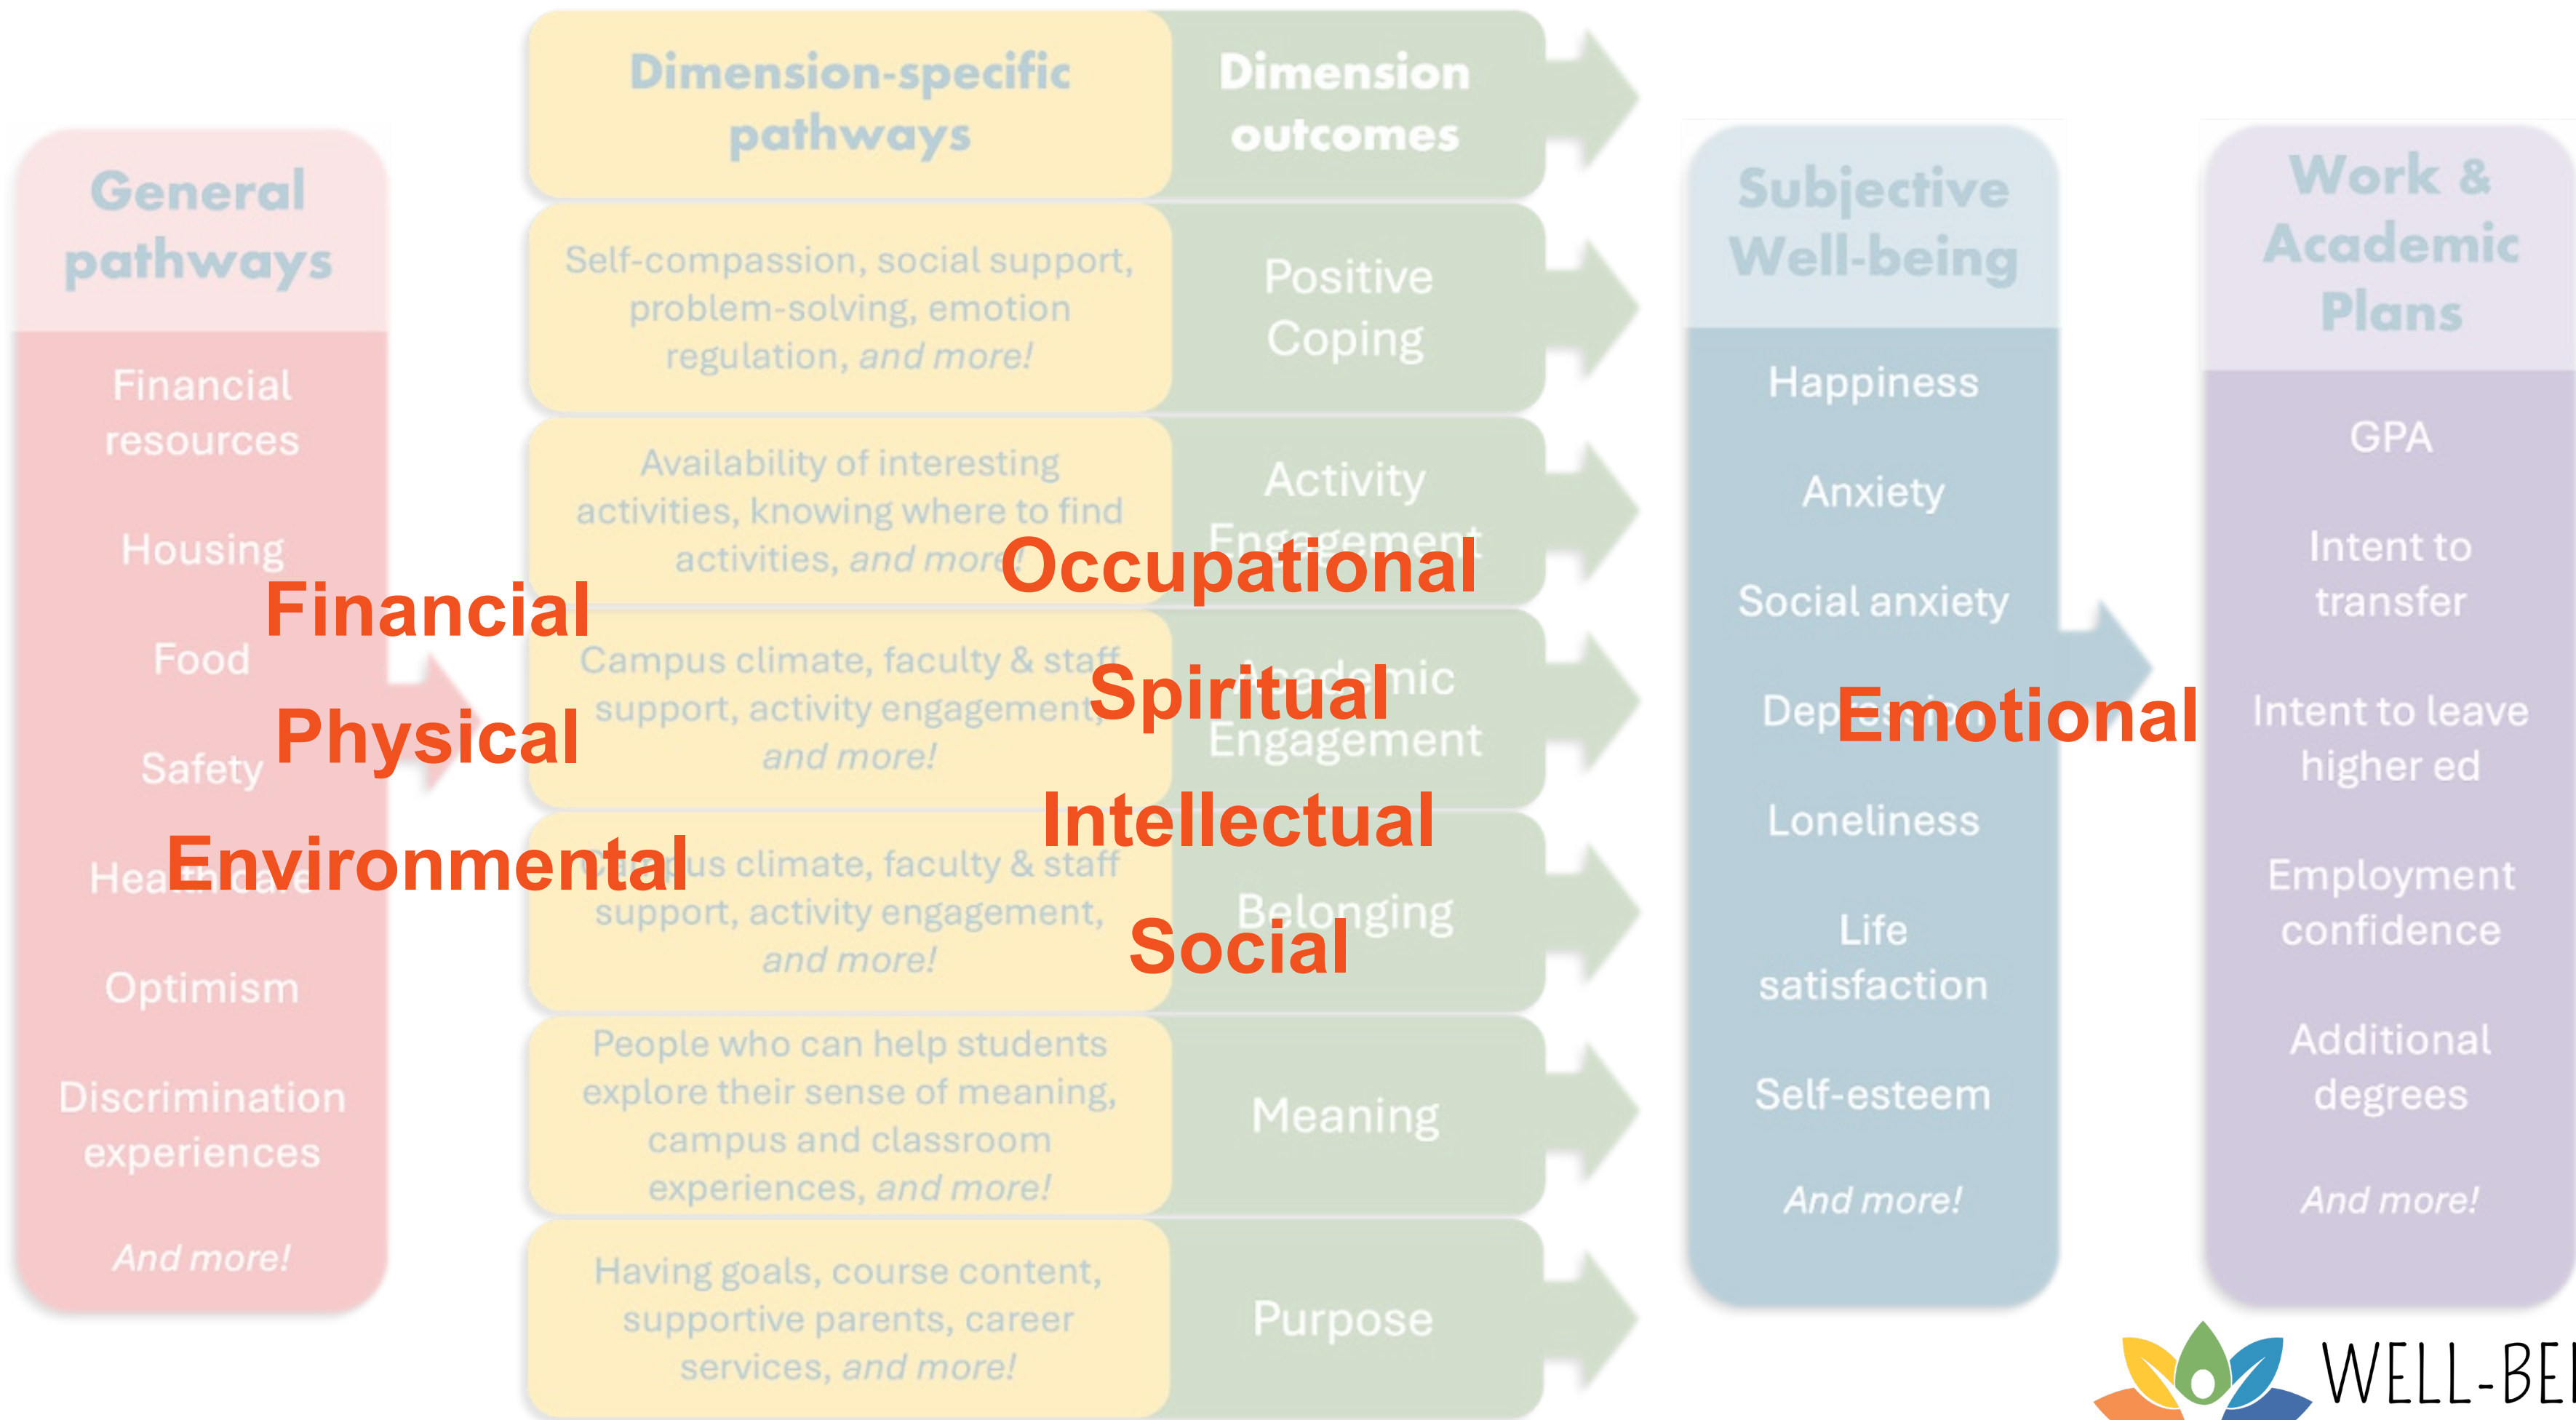 General
pathways
Financial
resources
Housing
Food
Safety
Healthcare
Optimism
Discrimination
experiences
And more!
Financial
Physical
Environmental
Dimension-specific
pathways
Dimension
outcomes
Self-compassion, social support,
problem-solving, emotion
regulation, and more!
Positive
Coping
Availability of interesting
activities, knowing where to find
activities, and more!
Activity
Engagement
Campus climate, faculty & staff
support, activity engagement,
and more!
Academic
Engagement
Campus climate, faculty & staff
support, activity engagement,
and more!
Belonging
People who can help students
explore their sense of meaning,
campus and classroom
experiences, and more!
Meaning
Having goals, course content,
supportive parents, career
services, and more!
Purpose
Occupational
Spiritual
Intellectual
Social
Subjective
Well-being
Happiness
Anxiety
Social anxiety
Depression
Loneliness
Life
satisfaction
Self-esteem
And more!
Emotional
Work &
Academic
Plans
GPA
Intent to
transfer
Intent to leave
higher ed
Employment
confidence
Additional
degrees
And more!
WELL-BE